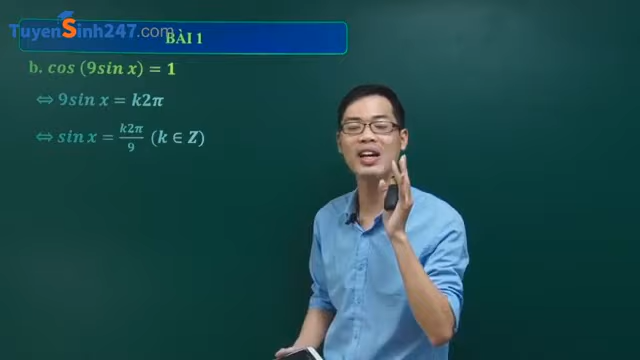 TuyenSinh247.com
BÀI 1
b. cos (9sin x) = 1
⇔ 9sin x = k2π
⇔ sin x = k2π/9 (k ∈ Z)